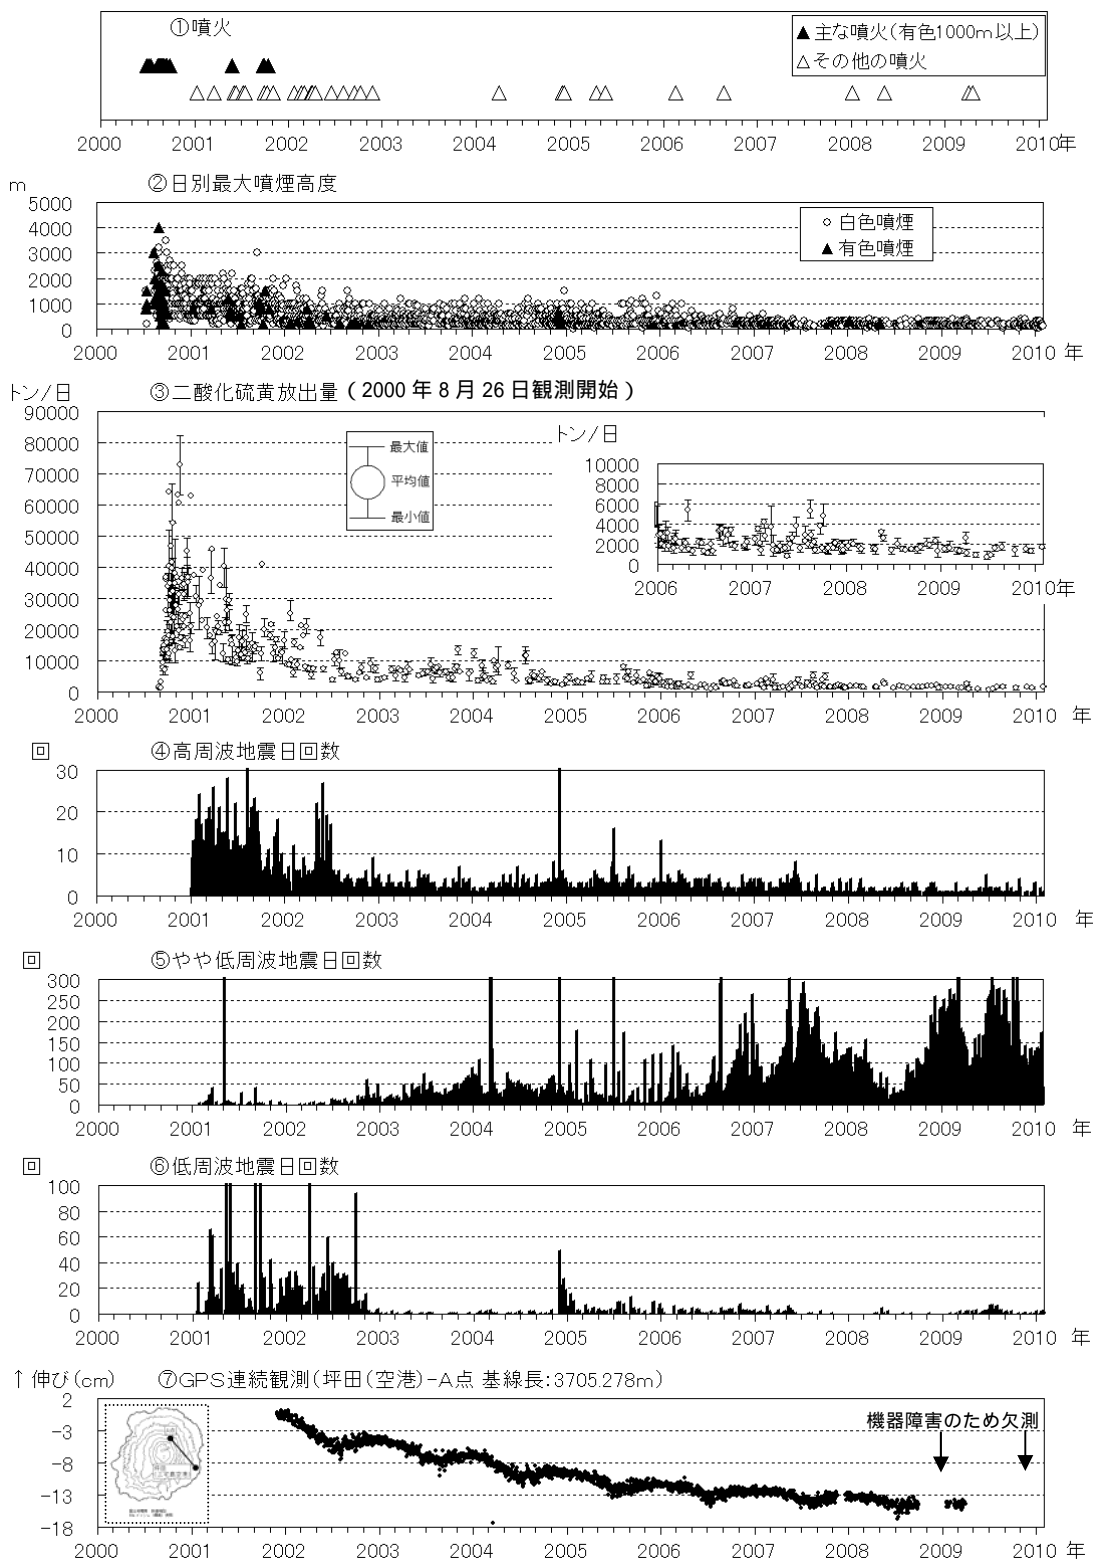 ①噴火
▲主な噴火(有色1000m以上)
△その他の噴火
2000 2001 2002 2003 2004 2005 2006 2007 2008 2009 2010年
m ②日別最大噴煙高度
5000
4000
3000
2000
1000
0
○ 白色噴煙
▲ 有色噴煙
2000 2001 2002 2003 2004 2005 2006 2007 2008 2009 2010 年
トン/日 ③二酸化硫黄放出量(2000年8月26日観測開始)
90000
80000
70000
60000
50000
40000
30000
20000
10000
0
最大値
平均値
最小値
トン/日
10000
8000
6000
4000
2000
0
2006 2007 2008 2009 2010年
2000 2001 2002 2003 2004 2005 2006 2007 2008 2009 2010 年
回 ④高周波地震日回数
30
20
10
0
2000 2001 2002 2003 2004 2005 2006 2007 2008 2009 2010 年
回 ⑤やや低周波地震日回数
300
250
200
150
100
50
0
2000 2001 2002 2003 2004 2005 2006 2007 2008 2009 2010 年
回 ⑥低周波地震日回数
100
80
60
40
20
0
2000 2001 2002 2003 2004 2005 2006 2007 2008 2009 2010 年
↑伸び(cm) ⑦GPS連続観測(坪田(空港)-A点 基線長:3705.278m)
2
-3
-8
-13
-18
機器障害のため欠測
2000 2001 2002 2003 2004 2005 2006 2007 2008 2009 2010 年